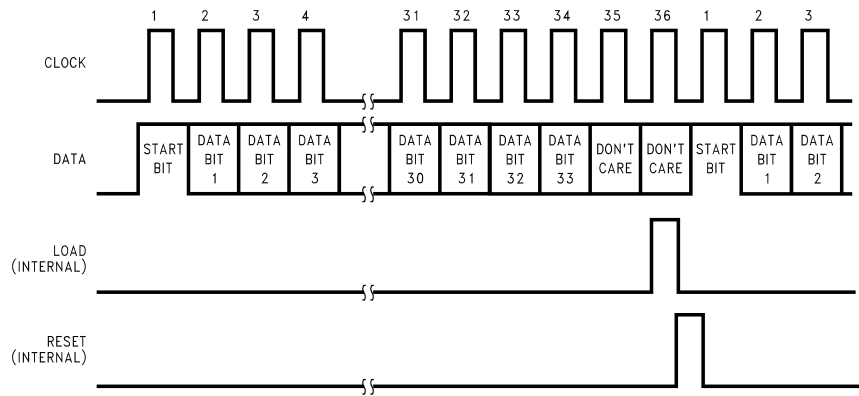 1 2 3 4 31 32 33 34 35 36 1 2 3
CLOCK
DATA
START
BIT
DATA
BIT
1
DATA
BIT
2
DATA
BIT
3
DATA
BIT
30
DATA
BIT
31
DATA
BIT
32
DATA
BIT
33
DON'T
CARE
DON'T
CARE
START
BIT
DATA
BIT
1
DATA
BIT
2
LOAD
(INTERNAL)
RESET
(INTERNAL)